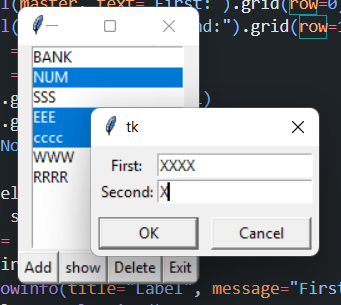 l(master, text="First:").grid(row=0
l( nd:").grid(row=1
=
=
.g )
.g
No
BANK
NUM
SSS
EEE
cccc
WWW
RRRR
tk
First: XXXX
Second: X
OK Cancel
el
s
=
in
Add show Delete Exit
owinfo(title="Label", message="First